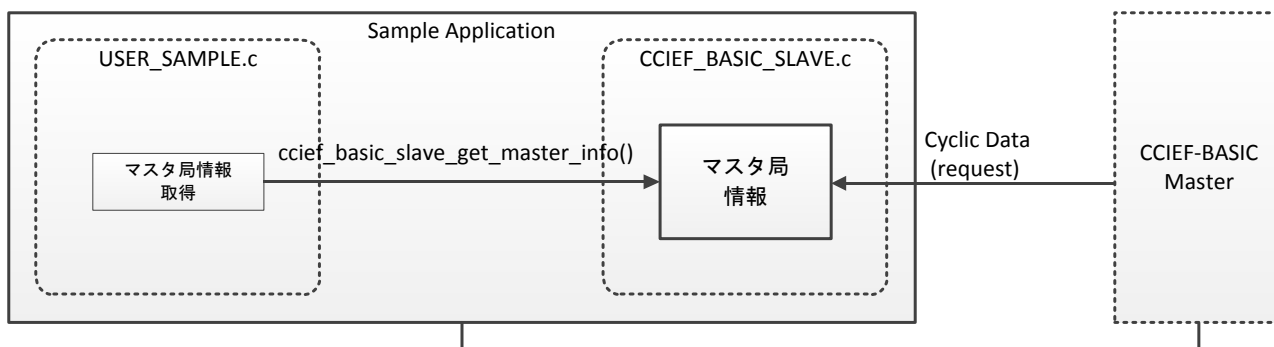 Sample Application
USER_SAMPLE.c
CCIEF_BASIC_SLAVE.c
マスタ局情報
取得
ccief_basic_slave_get_master_info()
マスタ局
情報
Cyclic Data
(request)
CCIEF-BASIC
Master